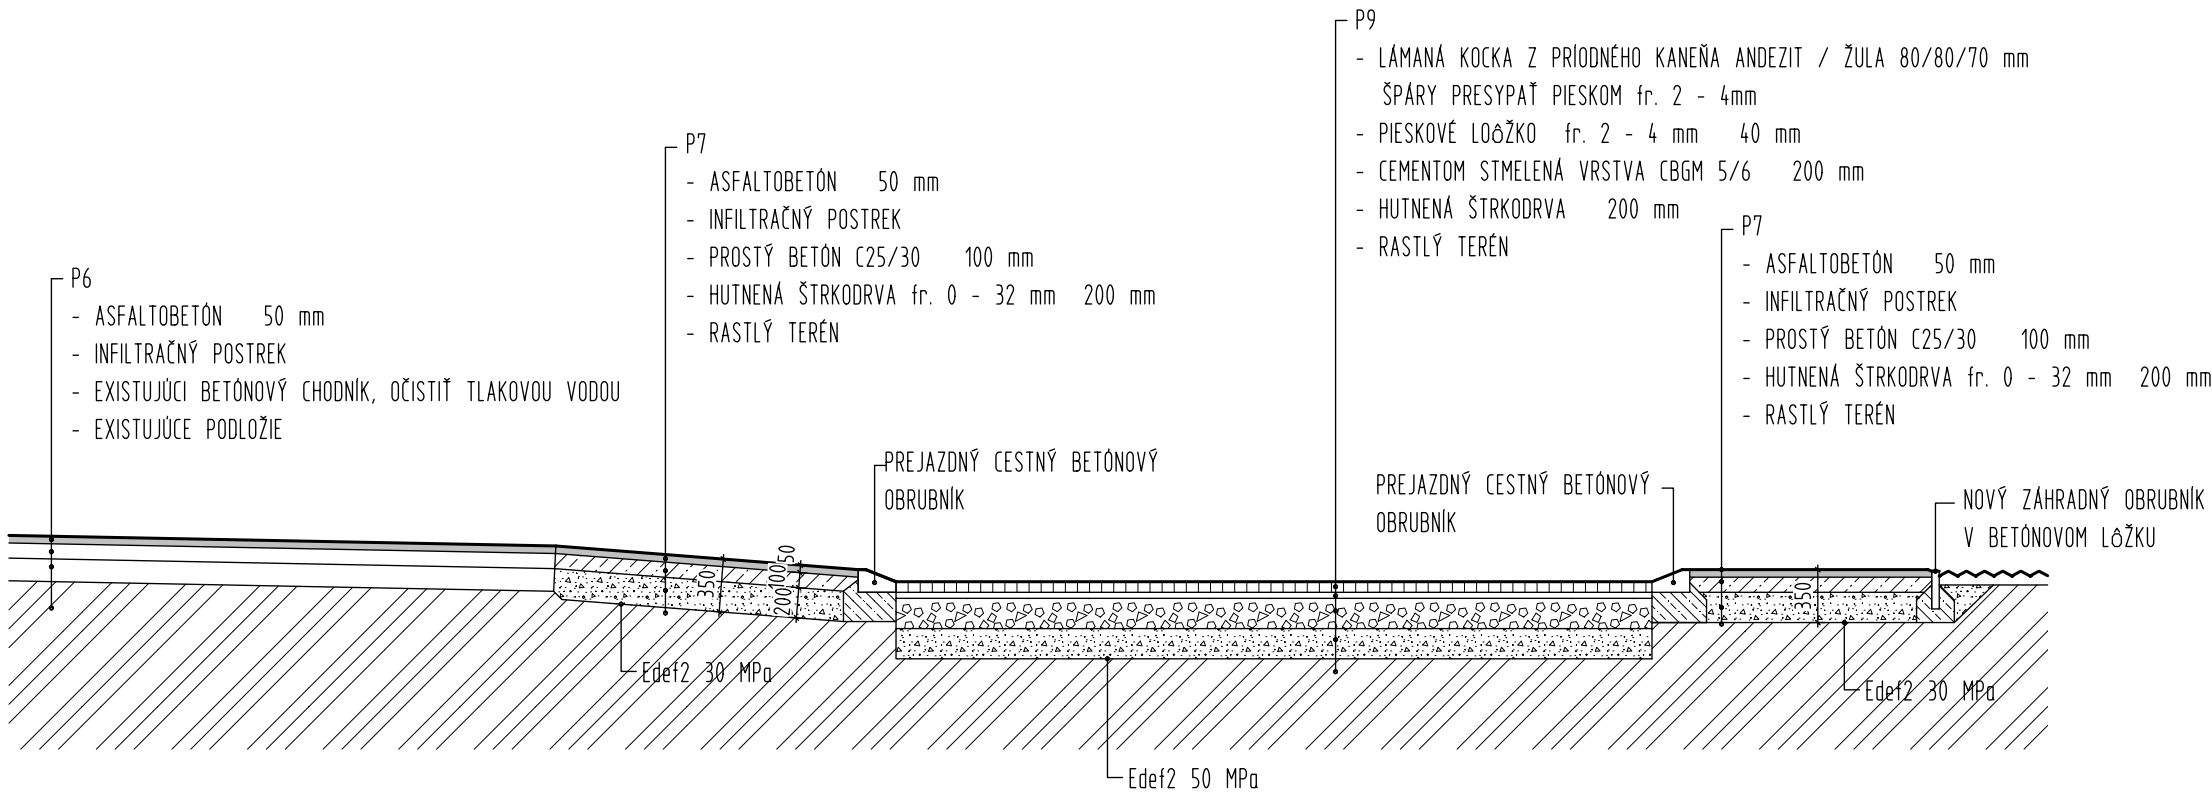 P9
- LÁMANÁ KOCKA Z PRÍODNÉHO KANEŇA ANDEZIT / ŽULA 80/80/70 mm
ŠPÁRY PRESYPAŤ PIESKOM fr. 2 - 4mm
- PIESKOVÉ LOôŽKO fr. 2 - 4 mm 40 mm
- CEMENTOM STMELENÁ VRSTVA CBGM 5/6 200 mm
- HUTNENÁ ŠTRKODRVA 200 mm
- RASTLÝ TERÉN
P7
- ASFALTOBETÓN 50 mm
- INFILTRAČNÝ POSTREK
- PROSTÝ BETÓN C25/30 100 mm
- HUTNENÁ ŠTRKODRVA fr. 0 - 32 mm 200 mm
- RASTLÝ TERÉN
P7
- ASFALTOBETÓN 50 mm
- INFILTRAČNÝ POSTREK
- PROSTÝ BETÓN C25/30 100 mm
- HUTNENÁ ŠTRKODRVA fr. 0 - 32 mm 200 mm
- RASTLÝ TERÉN
P6
- ASFALTOBETÓN 50 mm
- INFILTRAČNÝ POSTREK
- EXISTUJÚCI BETÓNOVÝ CHODNÍK, OČISTIŤ TLAKOVOU VODOU
- EXISTUJÚCE PODLOŽIE
PREJAZDNÝ CESTNÝ BETÓNOVÝ
OBRUBNÍK
PREJAZDNÝ CESTNÝ BETÓNOVÝ
OBRUBNÍK
NOVÝ ZÁHRADNÝ OBRUBNÍK
V BETÓNOVOM LôŽKU
350
200
100
50
350
Edef2 30 MPa
Edef2 30 MPa
Edef2 50 MPa